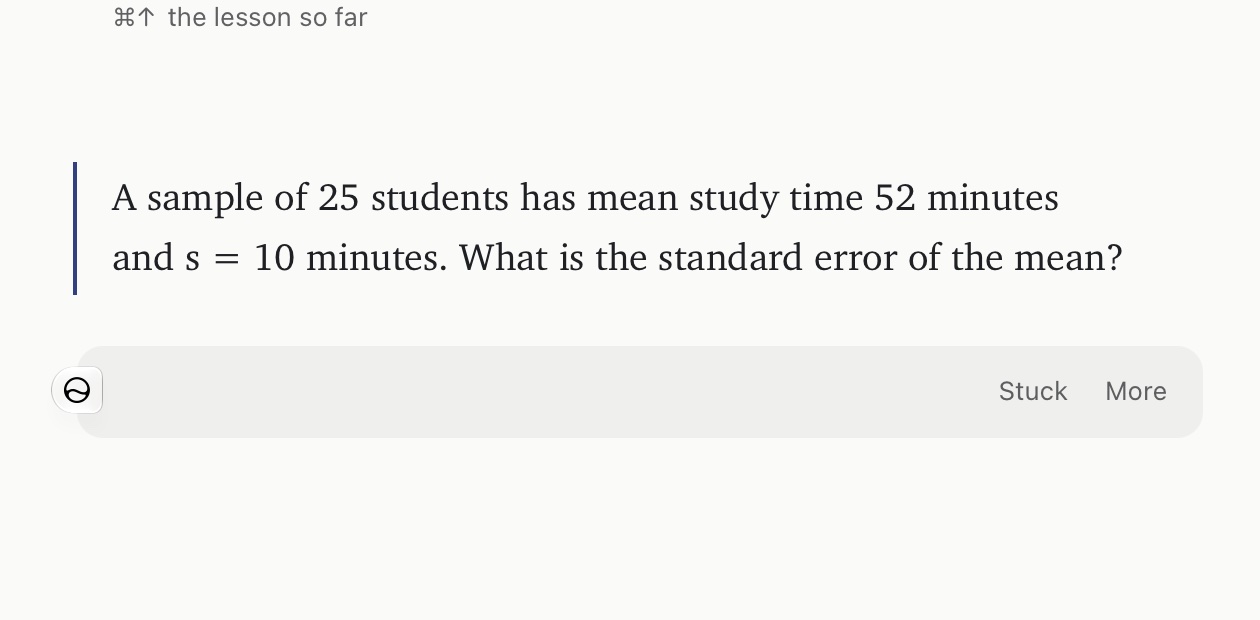 ⌘↑ the lesson so far
A sample of 25 students has mean study time 52 minutes
and s = 10 minutes. What is the standard error of the mean?
Stuck More